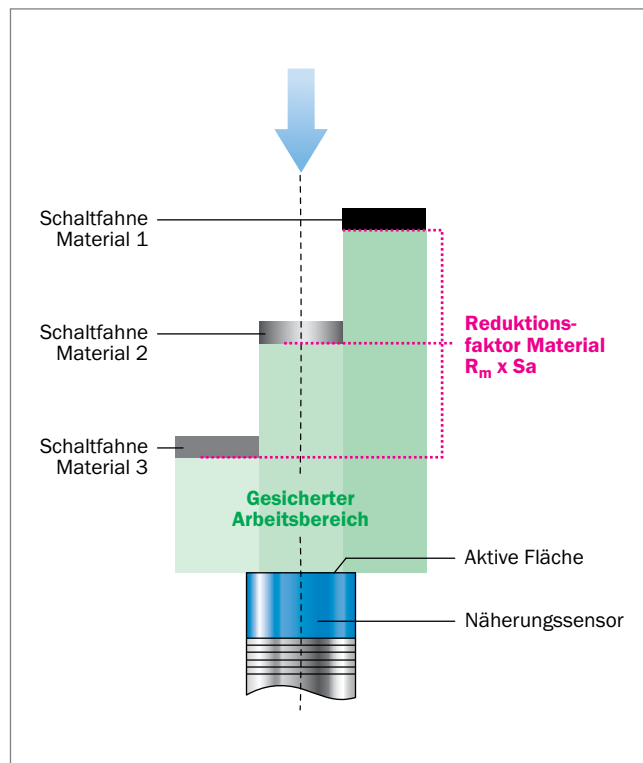 Schaltfahne
Material 1
Schaltfahne
Material 2
Reduktions-
faktor Material
Rₘ x Sa
Schaltfahne
Material 3
Gesicherter
Arbeitsbereich
Aktive Fläche
Näherungssensor